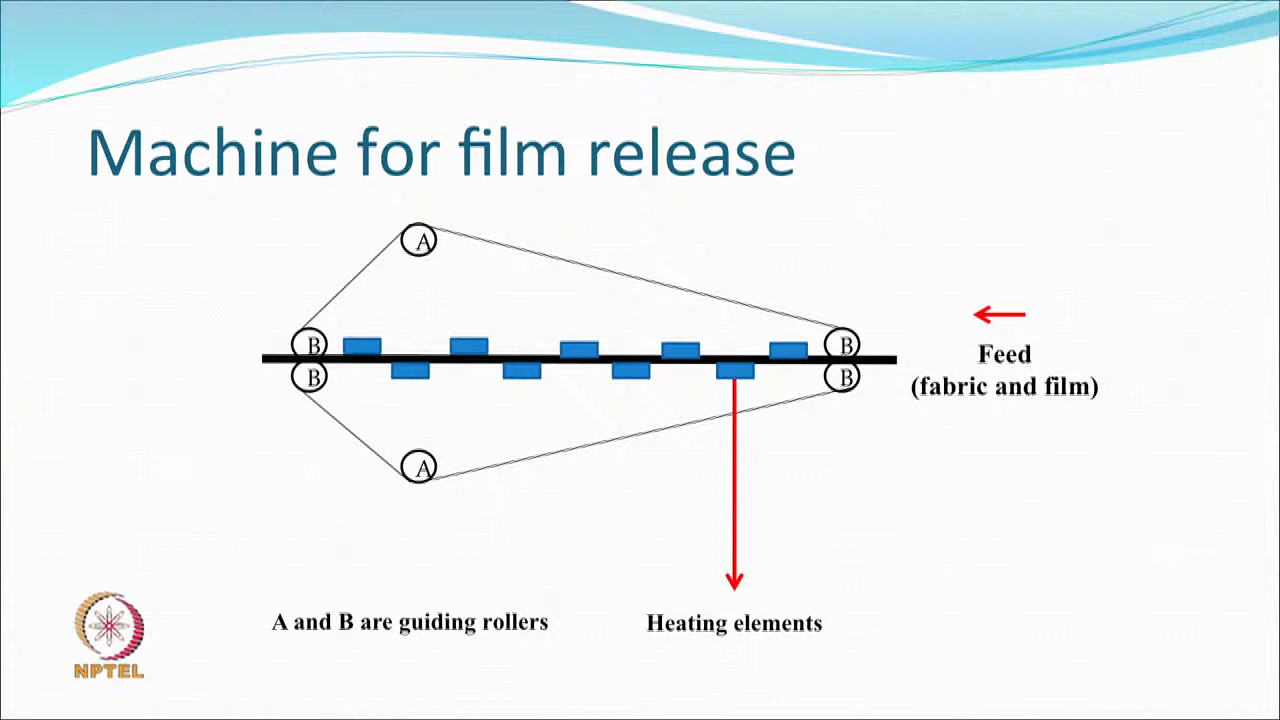 Machine for film release
A
B
B
B
B
A
Feed
(fabric and film)
A and B are guiding rollers
Heating elements
NPTEL